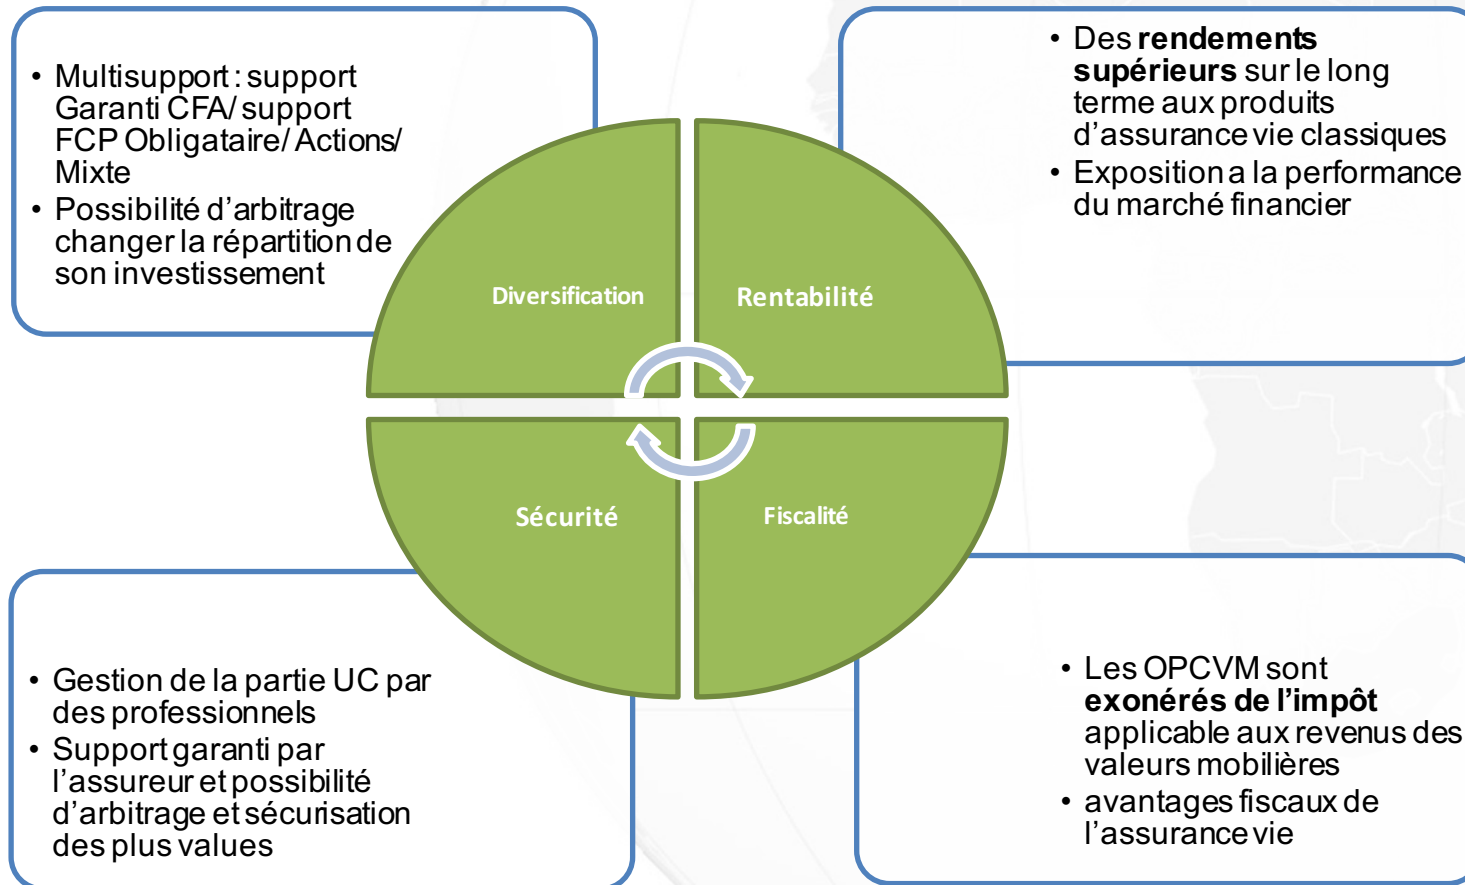 • Multisupport : support
Garanti CFA/ support
FCP Obligataire/ Actions/
Mixte
• Possibilité d’arbitrage
changer la répartition de
son investissement
• Des rendements
supérieurs sur le long
terme aux produits
d’assurance vie classiques
• Exposition a la performance
du marché financier
Diversification
Rentabilité
Sécurité
Fiscalité
• Gestion de la partie UC par
des professionnels
• Support garanti par
l’assureur et possibilité
d’arbitrage et sécurisation
des plus values
• Les OPCVM sont
exonérés de l’impôt
applicable aux revenus des
valeurs mobilières
• avantages fiscaux de
l’assurance vie